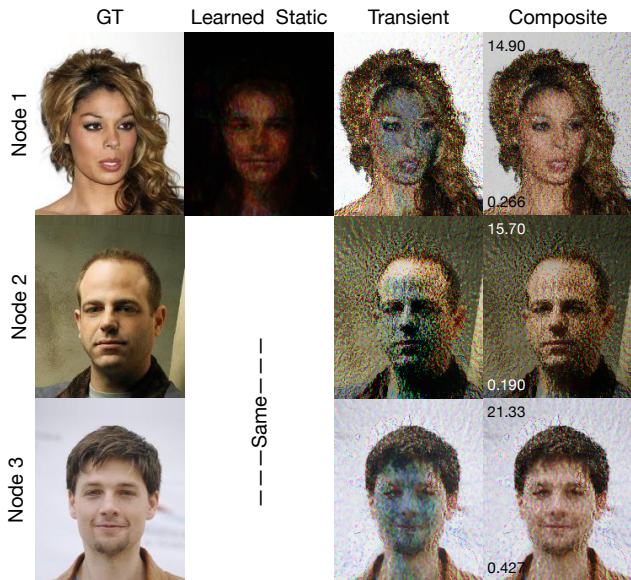 GT Learned Static Transient Composite
Node 1
14.90
0.266
Node 2
15.70
0.190
— — —Same— — —
Node 3
21.33
0.427